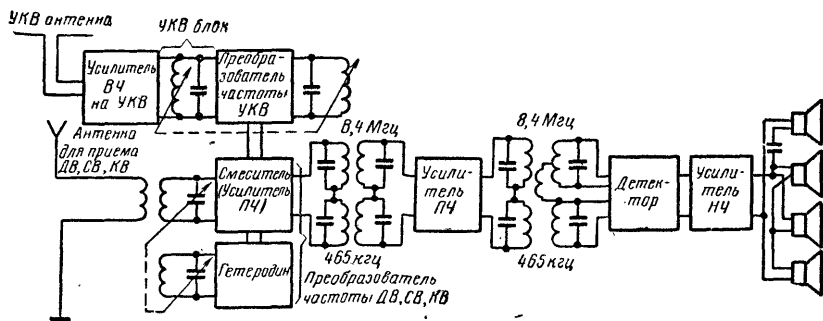 УКВ антенна
УКВ блок
Усилитель
ВЧ
на УКВ
Преобра-
зователь
частоты
УКВ
Антенна
для приема
ДВ, СВ, КВ
8,4 Мгц
8,4 Мгц
Смеситель
(Усилитель
ПЧ)
Усили-
тель
ПЧ
Детек-
тор
Усили-
тель
НЧ
465 кгц
465 кгц
Гетеродин
Преобразователь
частоты ДВ, СВ, КВ